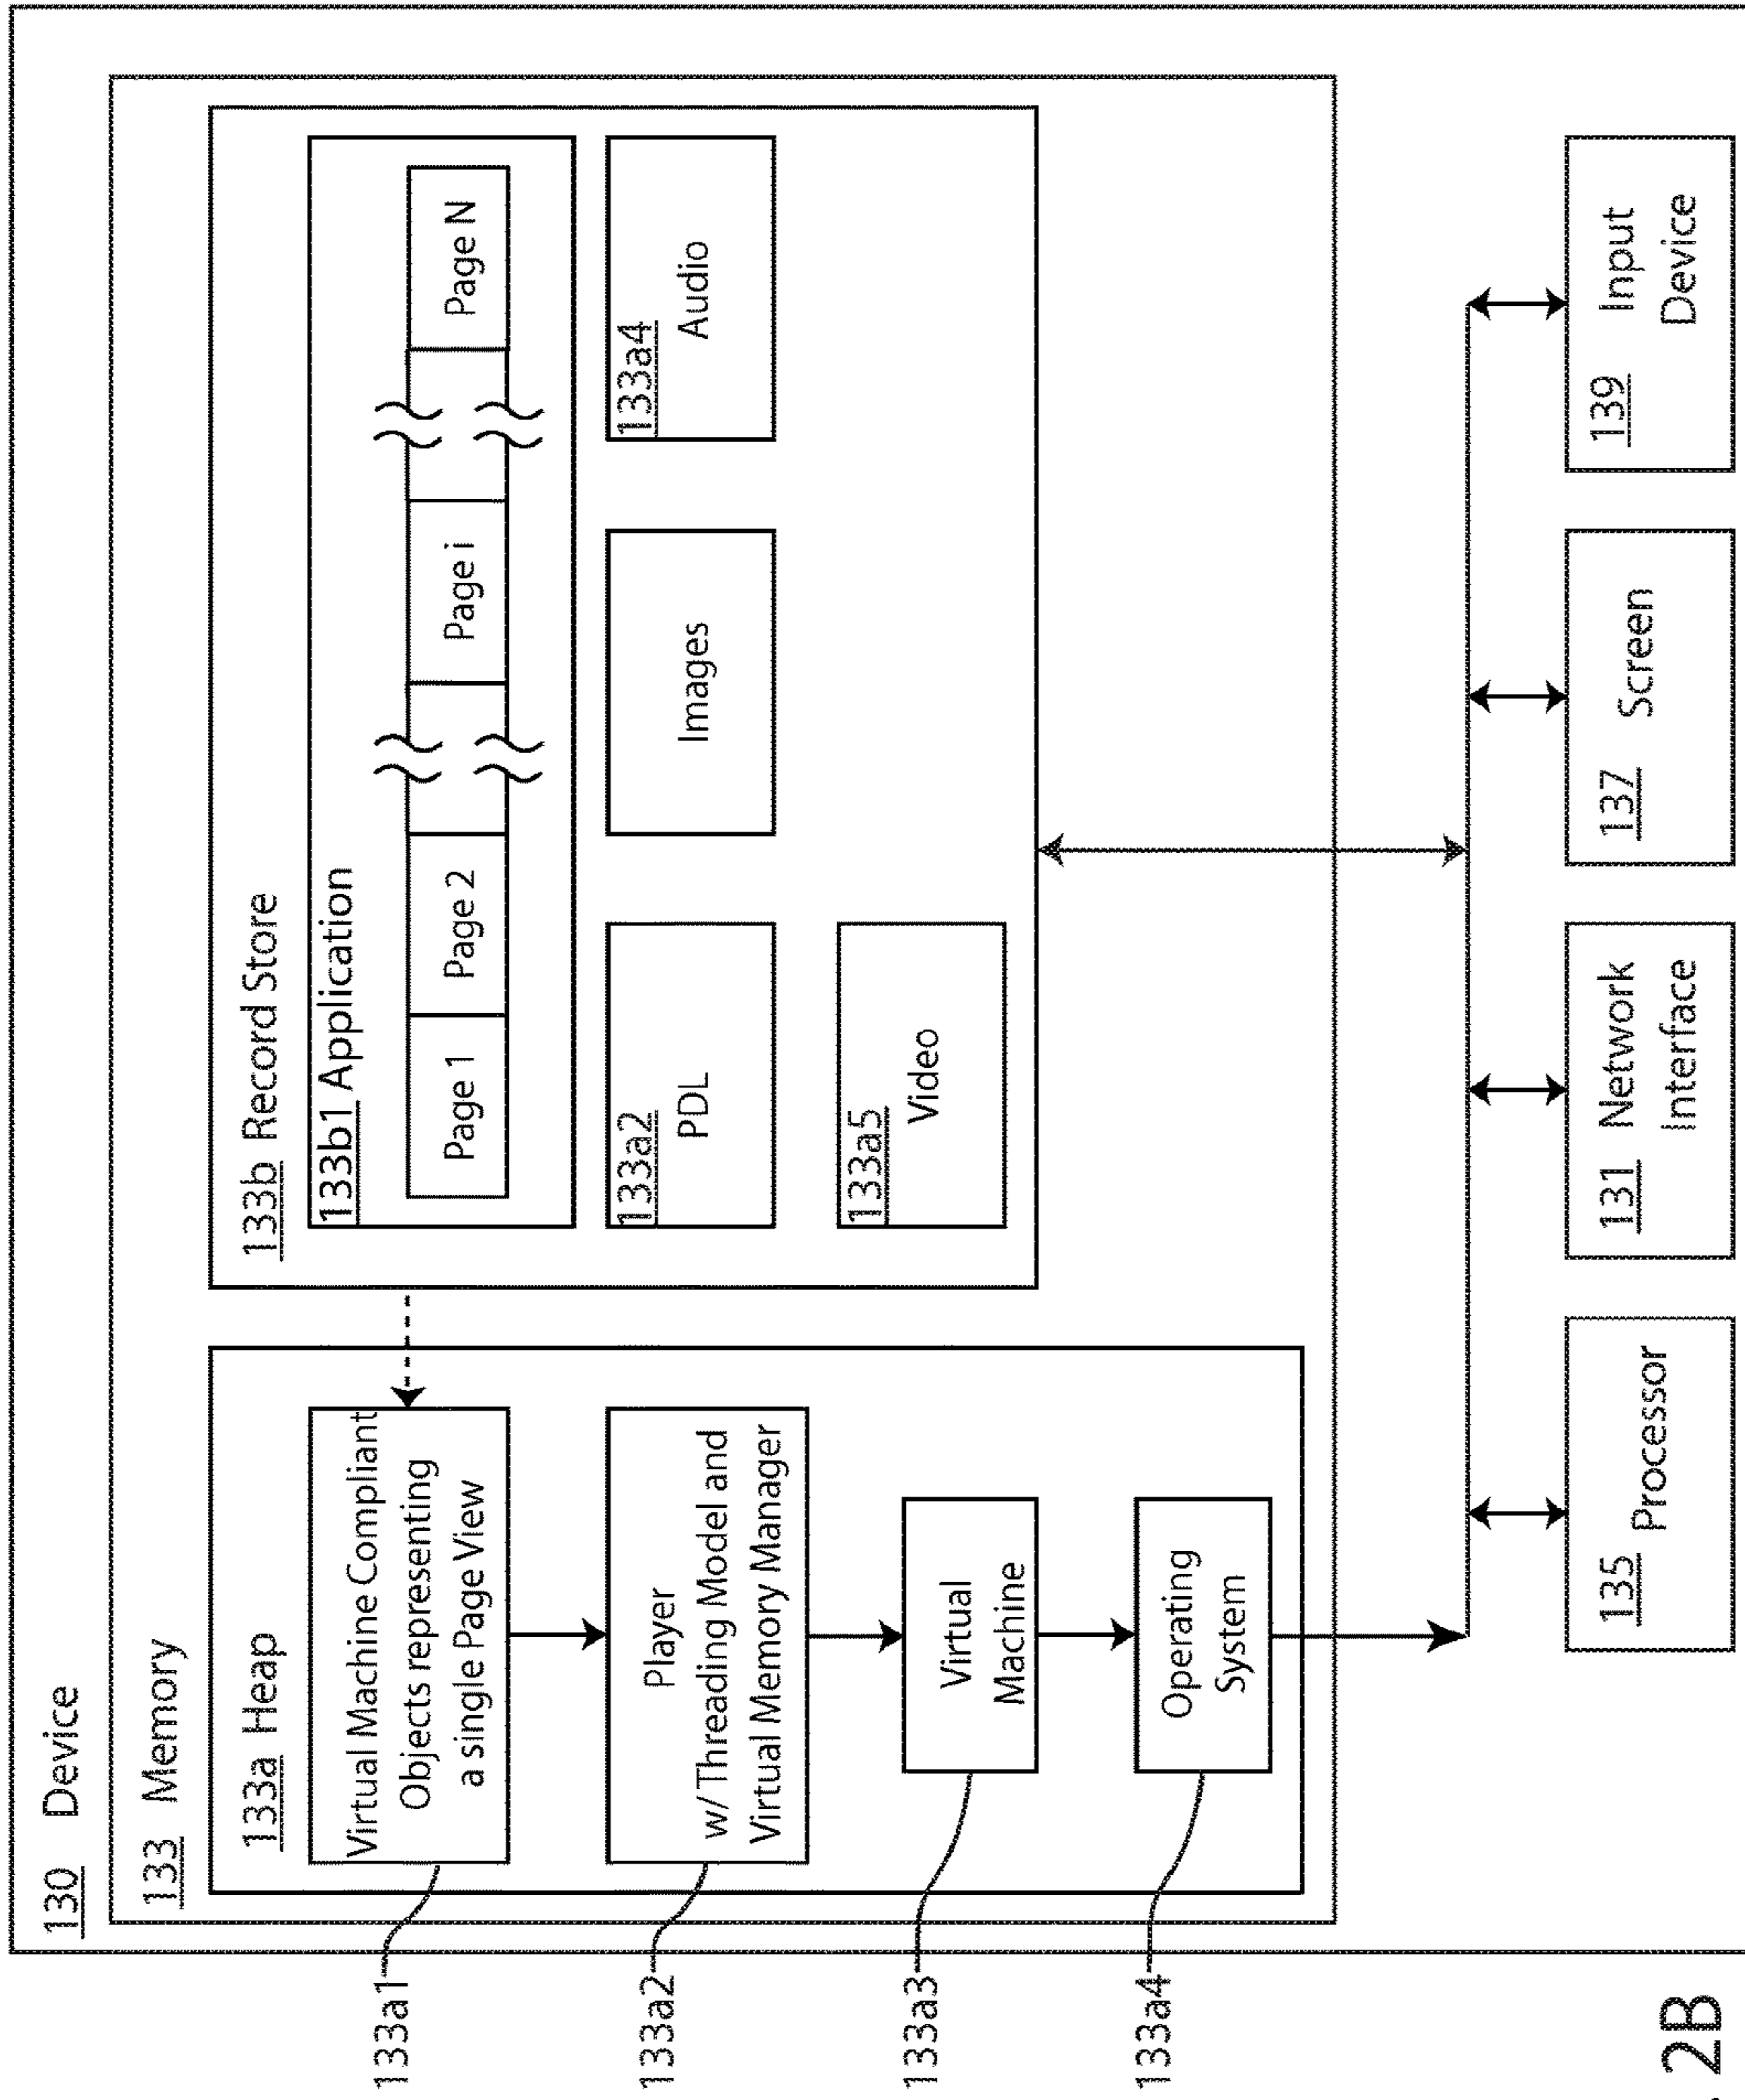 130 Device
133 Memory
133a Heap
Virtual Machine Compliant
Objects representing
a single Page View
Player
w/ Threading Model and
Virtual Memory Manager
Virtual
Machine
Operating
System
133a1
133a2
133a3
133a4
133b Record Store
133b1 Application
Page 1
Page 2
Page i
Page N
133a2
PDL
Images
133a4
Audio
133a5
Video
135 Processor
131 Network
Interface
137 Screen
139 Input
Device
2B